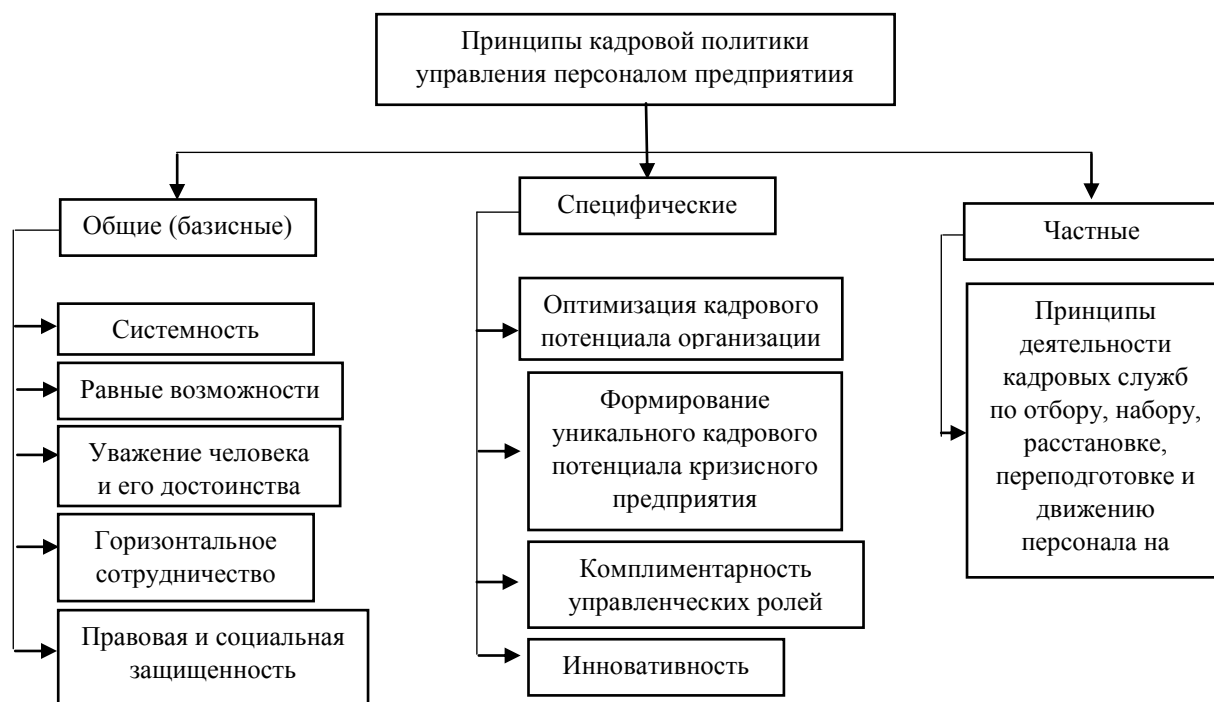 Принципы кадровой политики
управления персоналом предприятиия
Общие (базисные)
Системность
Равные возможности
Уважение человека
и его достоинства
Горизонтальное
сотрудничество
Правовая и социальная
защищенность
Специфические
Оптимизация кадрового
потенциала организации
Формирование
уникального кадрового
потенциала кризисного
предприятия
Комплиментарность
управленческих ролей
Инновативность
Частные
Принципы
деятельности
кадровых служб
по отбору, набору,
расстановке,
переподготовке и
движению
персонала на